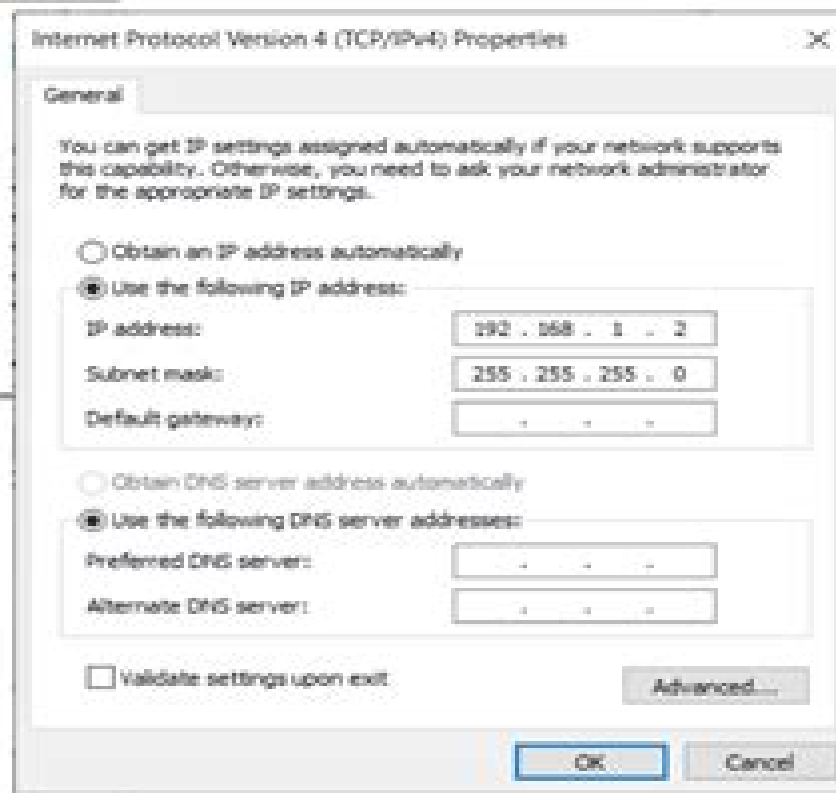 Internet Protocol Version 4 (TCP/IPv4) Properties
General
You can get IP settings assigned automatically if your network supports
this capability. Otherwise, you need to ask your network administrator
for the appropriate IP settings.
Obtain an IP address automatically
Use the following IP address:
IP address: 192 . 168 . 1 . 2
Subnet mask: 255 . 255 . 255 . 0
Default gateway: . . .
Obtain DNS server address automatically
Use the following DNS server addresses:
Preferred DNS server: . . .
Alternate DNS server: . . .
Validate settings upon exit
Advanced...
OK Cancel